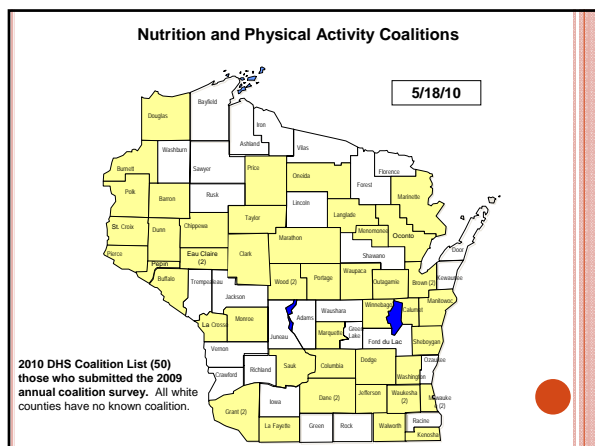 Nutrition and Physical Activity Coalitions
5/18/10
Bayfield
Douglas
Iron
Ashland
Vilas
Washburn
Sawyer
Burnett
Price
Oneida
Florence
Forest
Marinette
Polk
Barron
Rusk
Lincoln
Langlade
Taylor
Chippewa
St. Croix
Dunn
Menomonee
Oconto
Marathon
Door
Shawano
Pierce
Eau Claire
(2)
Clark
Pepin
Buffalo
Trempealeau
Wood (2)
Portage
Waupaca
Outagamie
Brown (2)
Kewaunee
Jackson
Waushara
Winnebago
Calumet
Manitowoc
Adams
La Crosse
Monroe
Juneau
Marquette
Green
Lake
Ford du Lac
Sheboygan
Vernon
2010 DHS Coalition List (50)
those who submitted the 2009
annual coalition survey. All white
counties have no known coalition.
Crawford
Richland
Sauk
Columbia
Dodge
Washington
Ozaukee
Iowa
Dane (2)
Jefferson
Waukesha
(2)
Milwauke
e (2)
Grant (2)
La Fayette
Green
Rock
Walworth
Racine
Kenosha